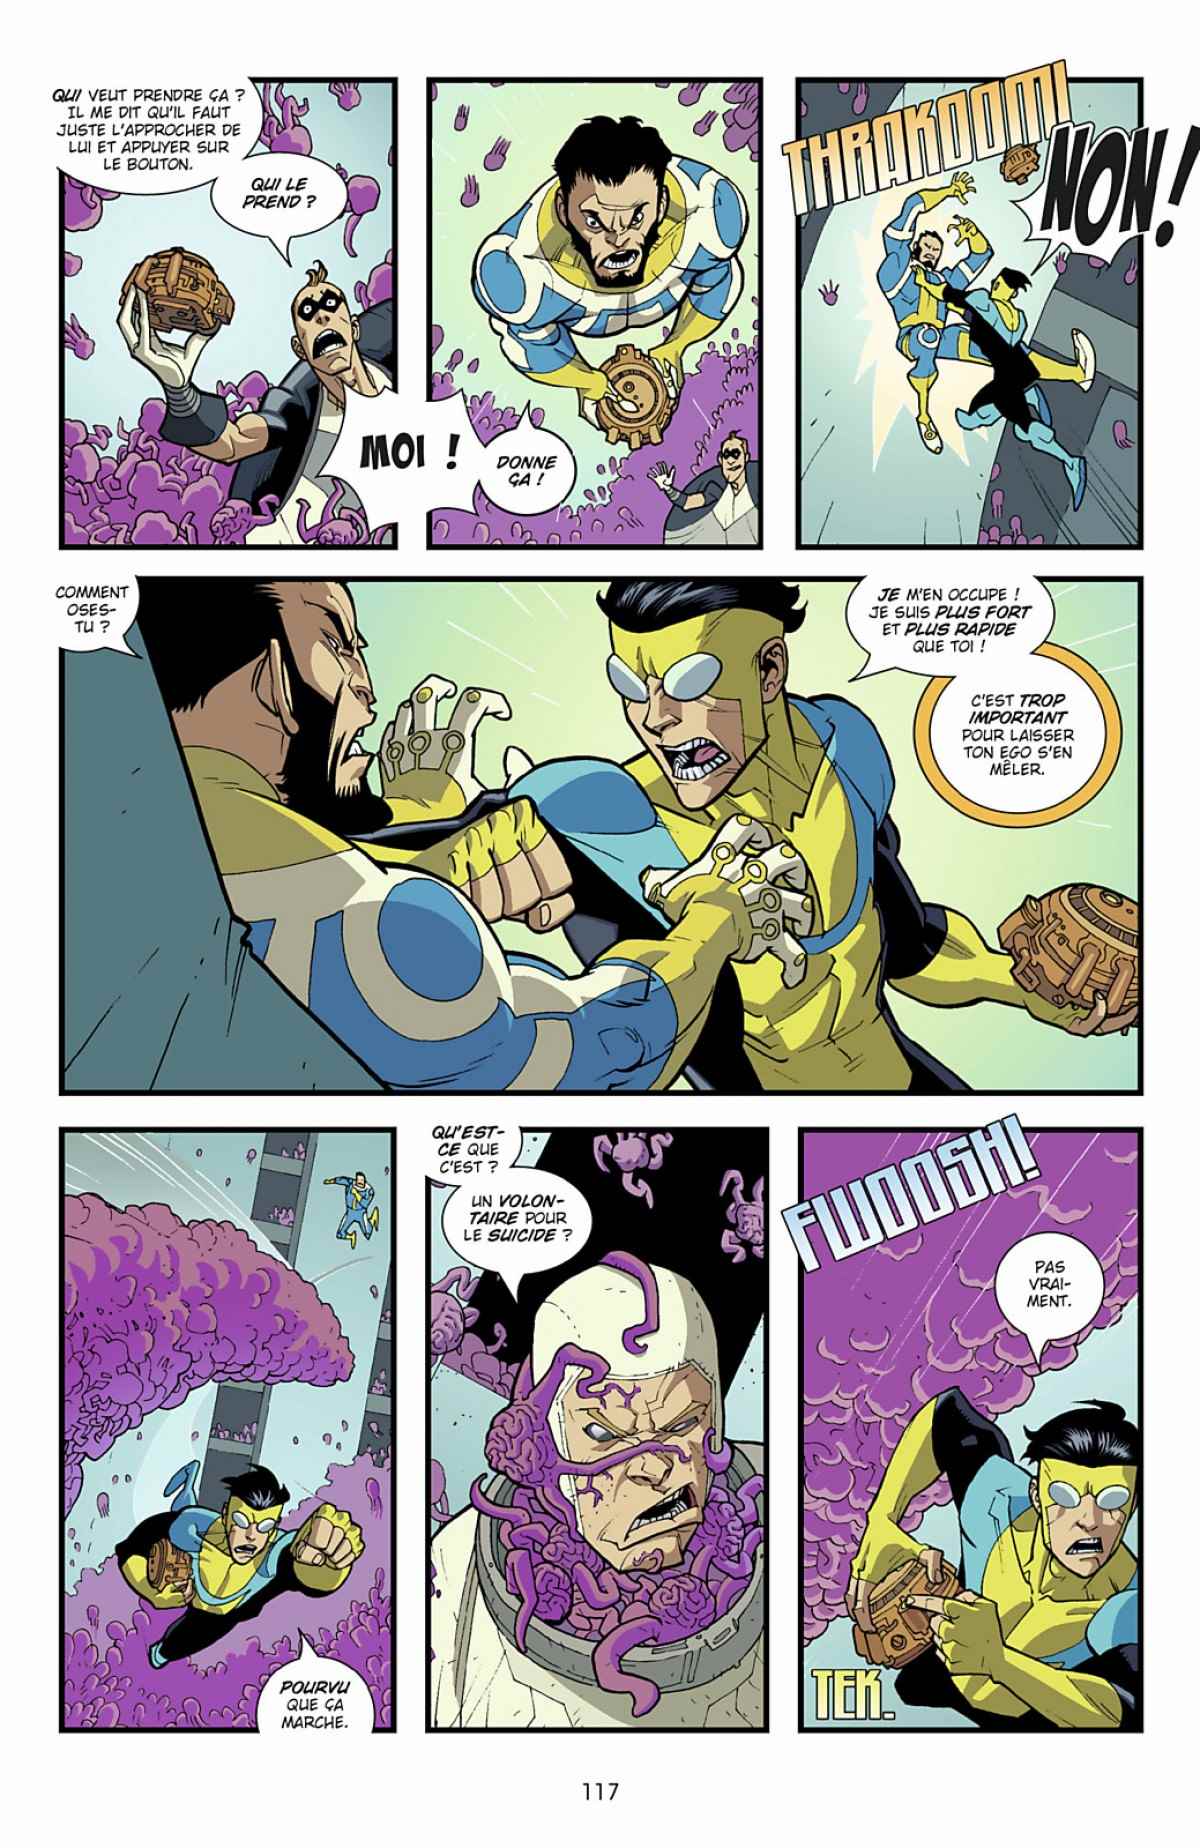 QUI VEUT PRENDRE ÇA ?
IL ME DIT QU'IL FAUT
JUSTE L'APPROCHER DE
LUI ET APPUYER SUR
LE BOUTON.
QUI LE
PREND ?
MOI !
DONNE
ÇA !
THRAKOOM!
NON !
COMMENT
OSES-
TU ?
JE M'EN OCCUPE !
JE SUIS PLUS FORT
ET PLUS RAPIDE
QUE TOI !
C'EST TROP
IMPORTANT
POUR LAISSER
TON EGO S'EN
MÊLER.
POURVU
QUE ÇA
MARCHE.
QU'EST-
CE QUE
C'EST ?
UN VOLON-
TAIRE POUR
LE SUICIDE ?
FWOOSH!
PAS
VRAI-
MENT.
TEK.
117